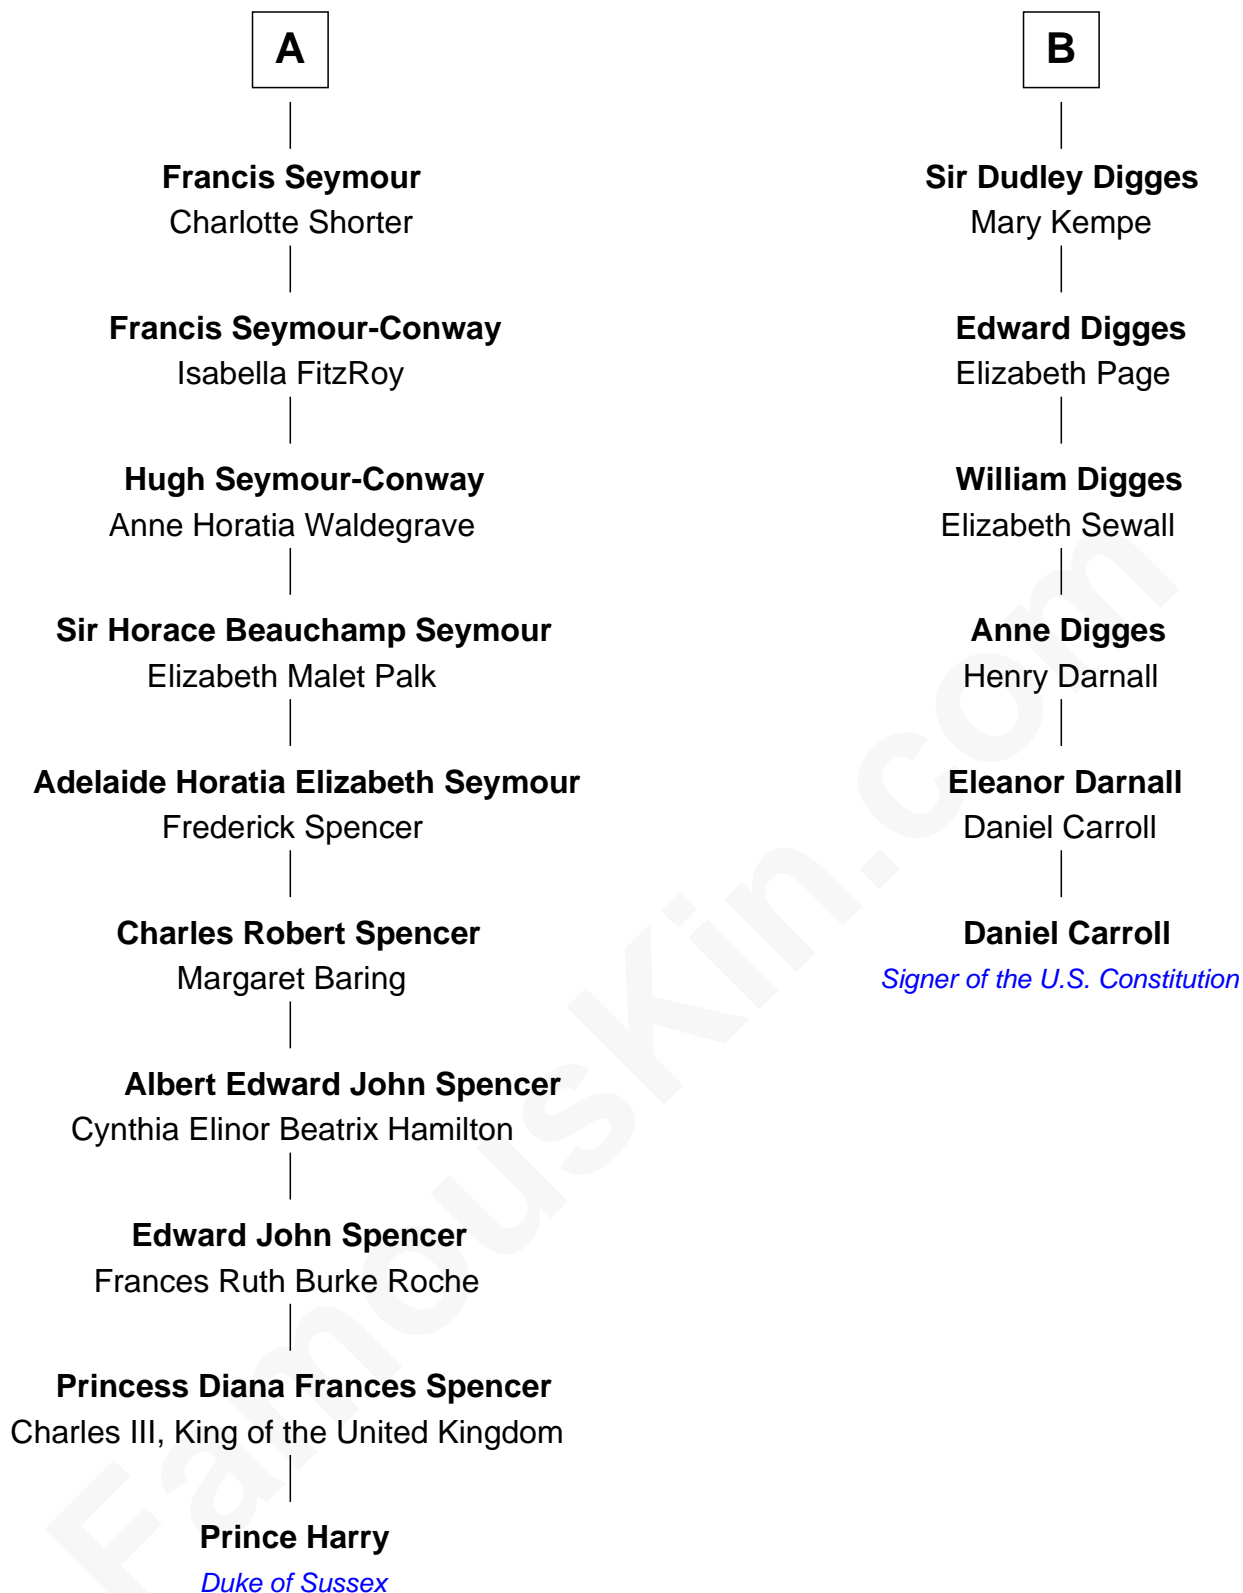 A
Francis Seymour
Charlotte Shorter
Francis Seymour-Conway
Isabella FitzRoy
Hugh Seymour-Conway
Anne Horatia Waldegrave
Sir Horace Beauchamp Seymour
Elizabeth Malet Palk
Adelaide Horatia Elizabeth Seymour
Frederick Spencer
Charles Robert Spencer
Margaret Baring
Albert Edward John Spencer
Cynthia Elinor Beatrix Hamilton
Edward John Spencer
Frances Ruth Burke Roche
Princess Diana Frances Spencer
Charles III, King of the United Kingdom
Prince Harry
Duke of Sussex
B
Sir Dudley Digges
Mary Kempe
Edward Digges
Elizabeth Page
William Digges
Elizabeth Sewall
Anne Digges
Henry Darnall
Eleanor Darnall
Daniel Carroll
Daniel Carroll
Signer of the U.S. Constitution
FamousKin.com